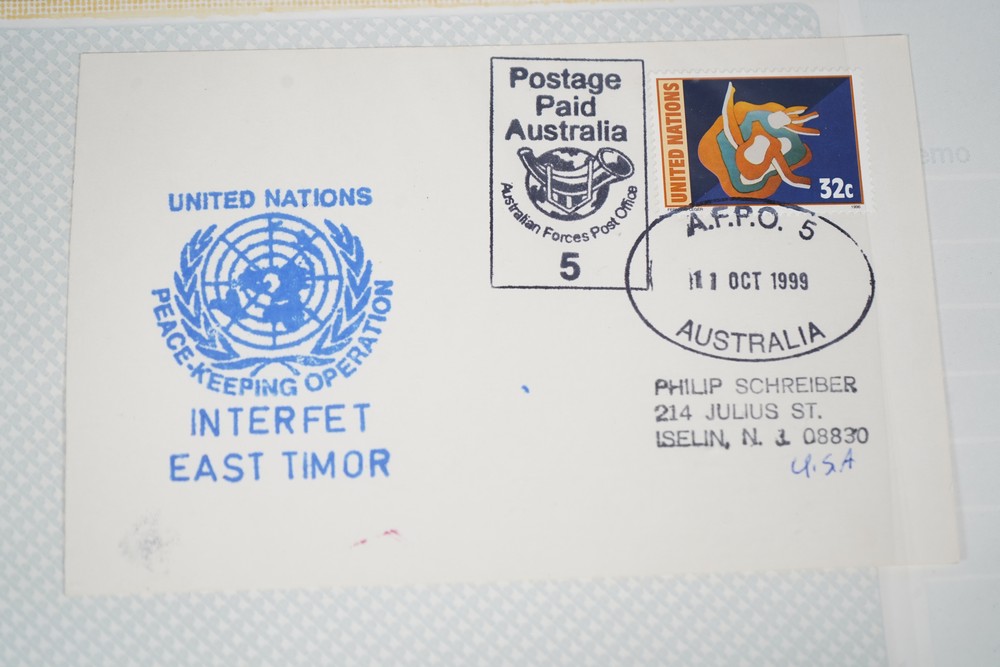 UNITED NATIONS
PEACE-KEEPING OPERATION
INTERFET
EAST TIMOR
Postage
Paid
Australia
Australian Forces Post Office
5
UNITED NATIONS
32c
A.F.P.O. 5
11 OCT 1999
AUSTRALIA
PHILIP SCHREIBER
214 JULIUS ST.
ISELIN, N. J 08830
U.S.A